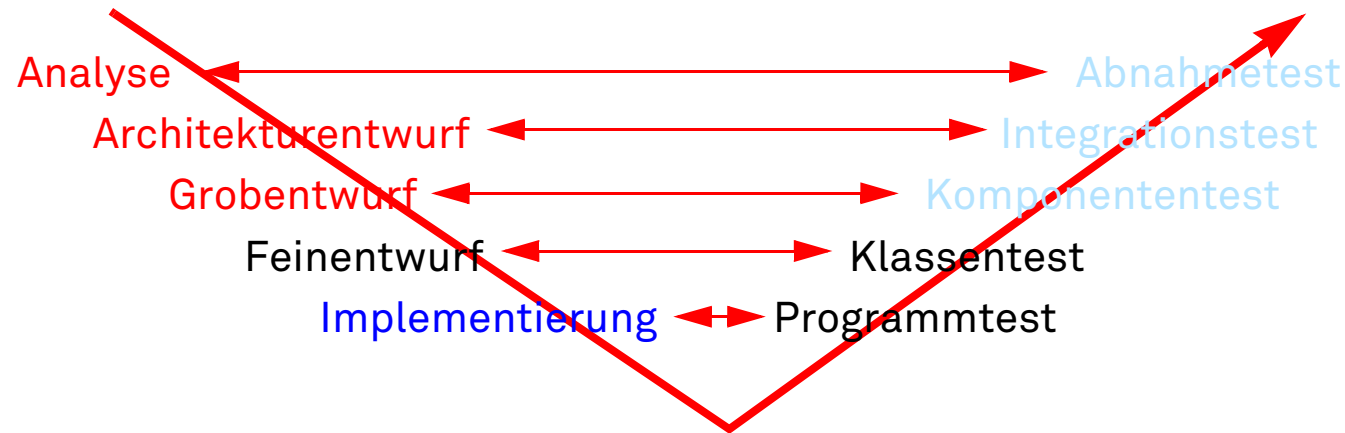 Analyse Abnahmetest
Architekturentwurf Integrationstest
Grobentwurf Komponententest
Feinentwurf Klassentest
Implementierung Programmtest